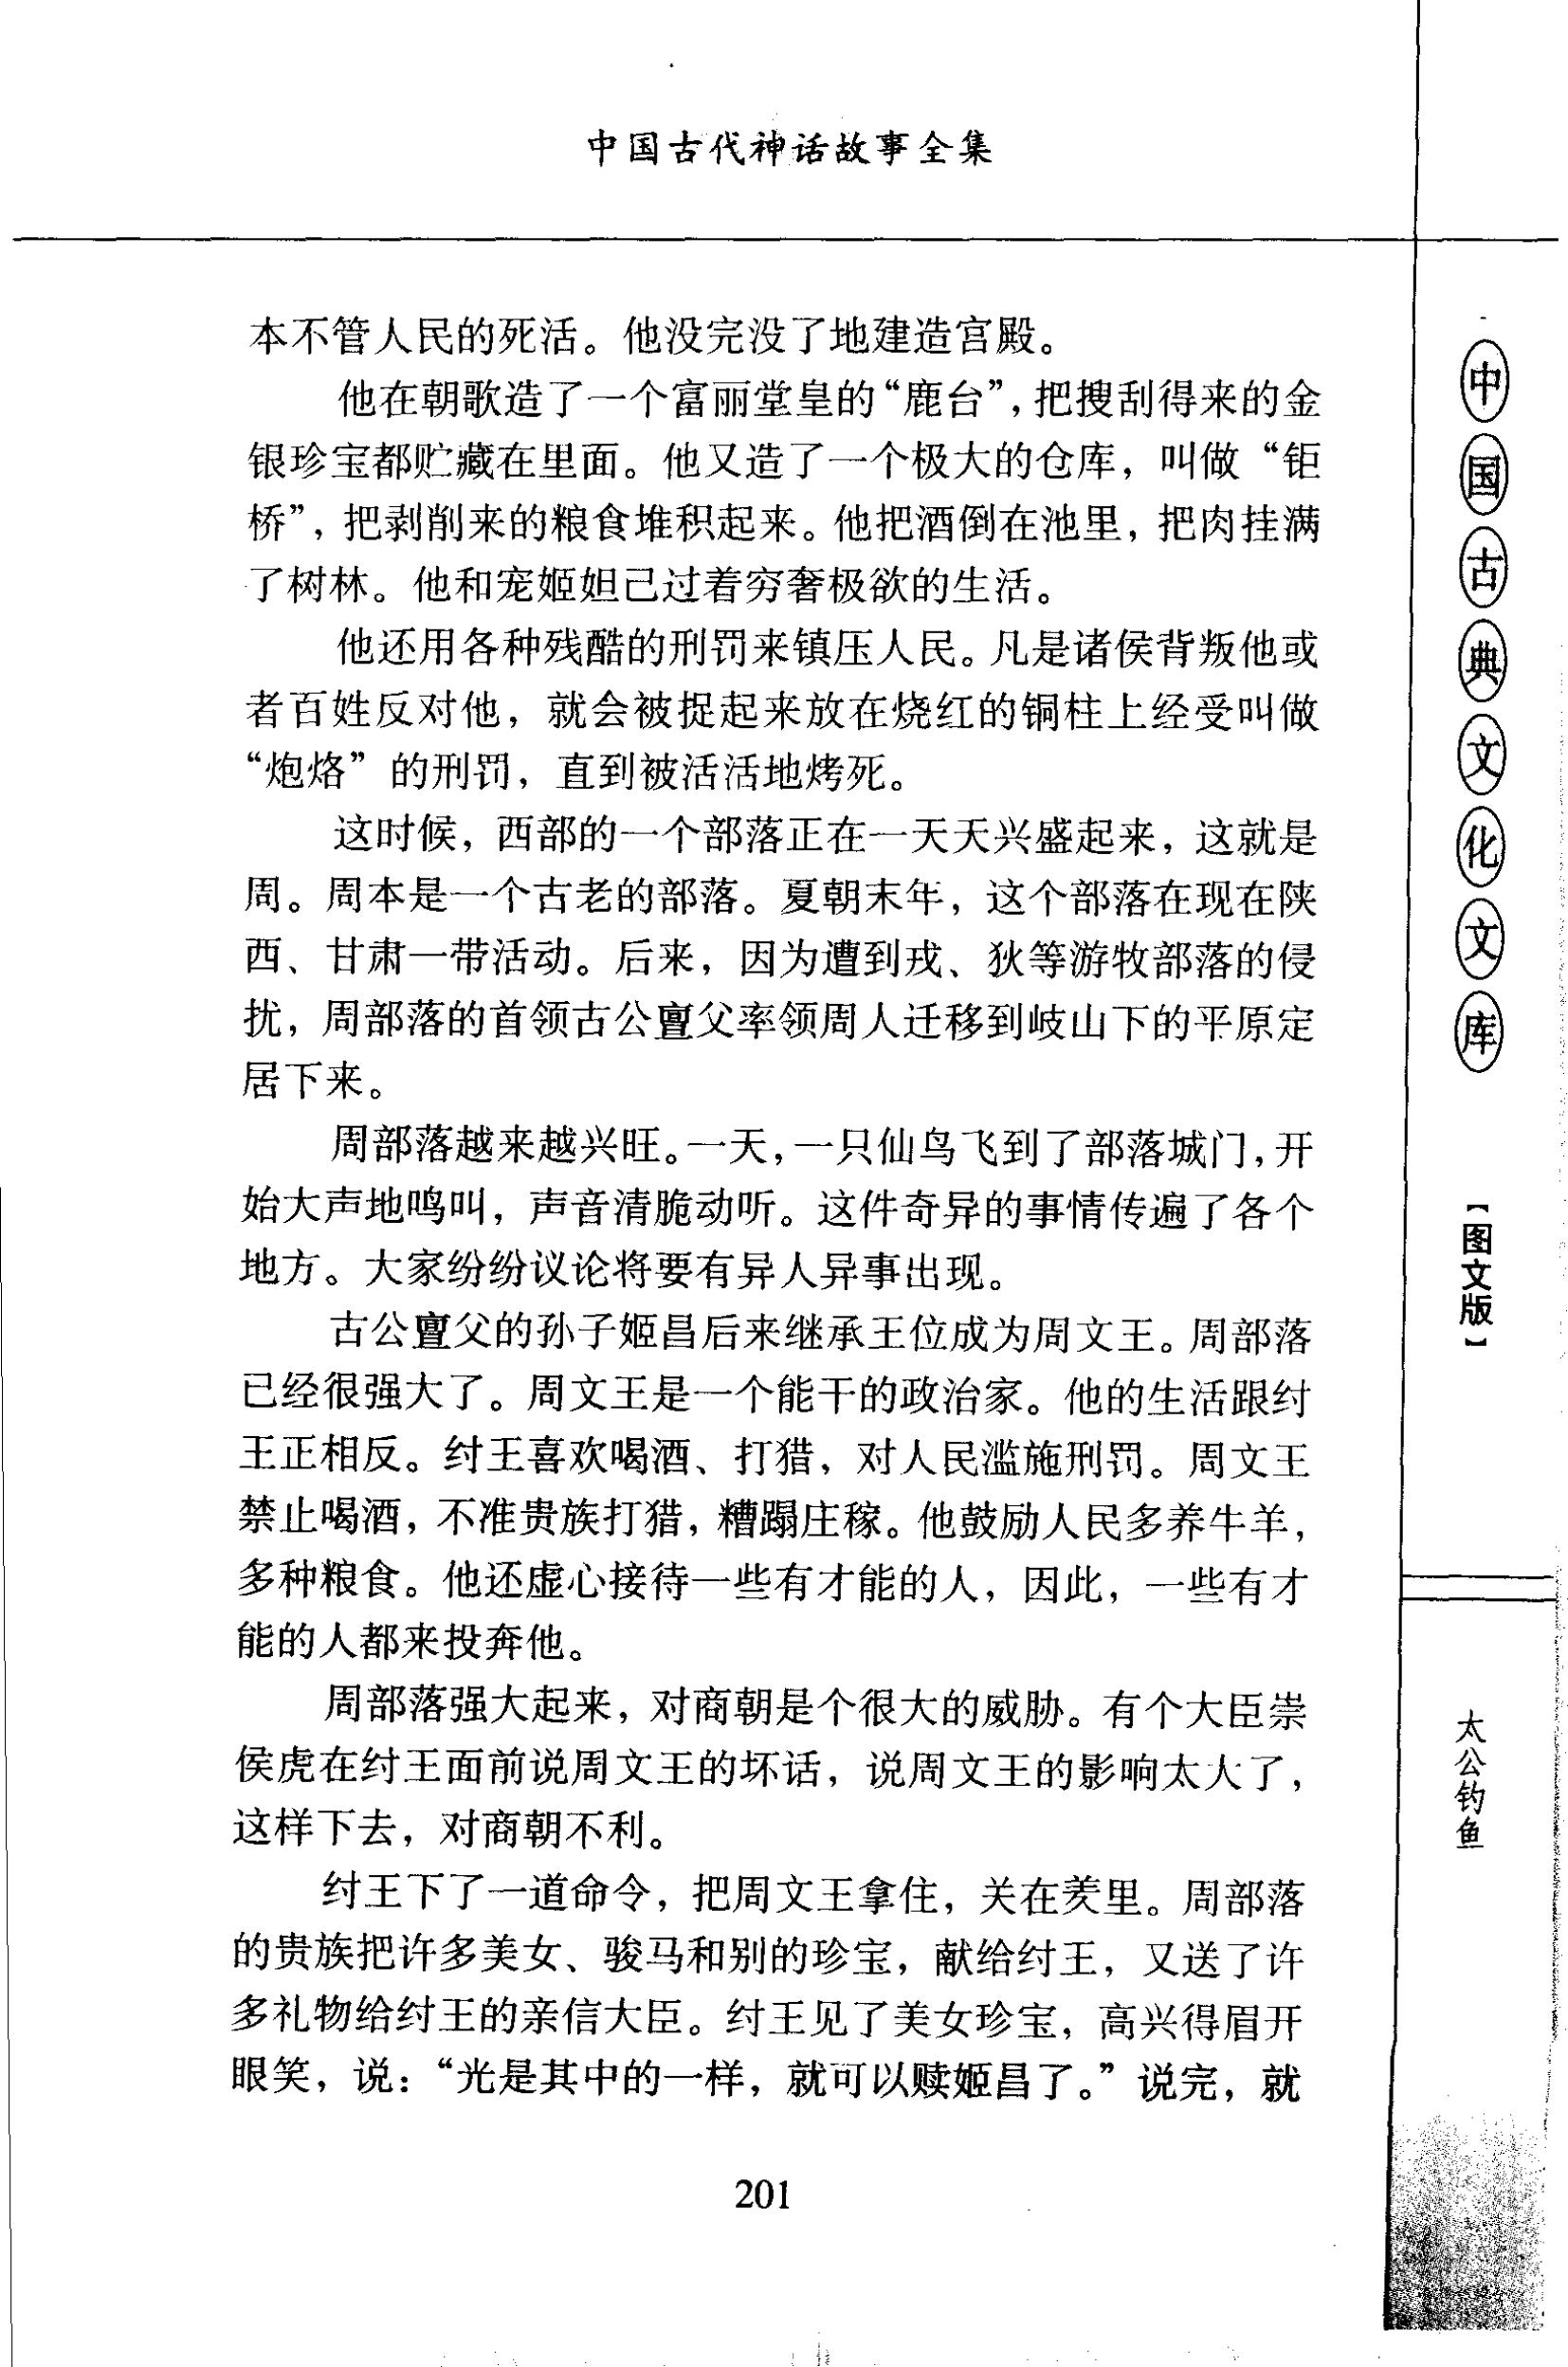 中国古代神话故事全集
本不管人民的死活。他没完没了地建造宫殿。
他在朝歌造了一个富丽堂皇的“鹿台”，把搜刮得来的金
银珍宝都贮藏在里面。他又造了一个极大的仓库，叫做“钜
桥”，把剥削来的粮食堆积起来。他把酒倒在池里，把肉挂满
了树林。他和宠姬妲己过着穷奢极欲的生活。
他还用各种残酷的刑罚来镇压人民。凡是诸侯背叛他或
者百姓反对他，就会被捉起来放在烧红的铜柱上经受叫做
“炮烙”的刑罚，直到被活活地烤死。
这时候，西部的一个部落正在一天天兴盛起来，这就是
周。周本是一个古老的部落。夏朝末年，这个部落在现在陕
西、甘肃一带活动。后来，因为遭到戎、狄等游牧部落的侵
扰，周部落的首领古公亶父率领周人迁移到岐山下的平原定
居下来。
周部落越来越兴旺。一天，一只仙鸟飞到了部落城门，开
始大声地鸣叫，声音清脆动听。这件奇异的事情传遍了各个
地方。大家纷纷议论将要有异人异事出现。
古公亶父的孙子姬昌后来继承王位成为周文王。周部落
已经很强大了。周文王是一个能干的政治家。他的生活跟纣
王正相反。纣王喜欢喝酒、打猎，对人民滥施刑罚。周文王
禁止喝酒，不准贵族打猎，糟蹋庄稼。他鼓励人民多养牛羊，
多种粮食。他还虚心接待一些有才能的人，因此，一些有才
能的人都来投奔他。
周部落强大起来，对商朝是个很大的威胁。有个大臣崇
侯虎在纣王面前说周文王的坏话，说周文王的影响太大了，
这样下去，对商朝不利。
纣王下了一道命令，把周文王拿住，关在羑里。周部落
的贵族把许多美女、骏马和别的珍宝，献给纣王，又送了许
多礼物给纣王的亲信大臣。纣王见了美女珍宝，高兴得眉开
眼笑，说：“光是其中的一样，就可以赎姬昌了。”说完，就
201
中国古典文化文库
【图文版】
太公钓鱼